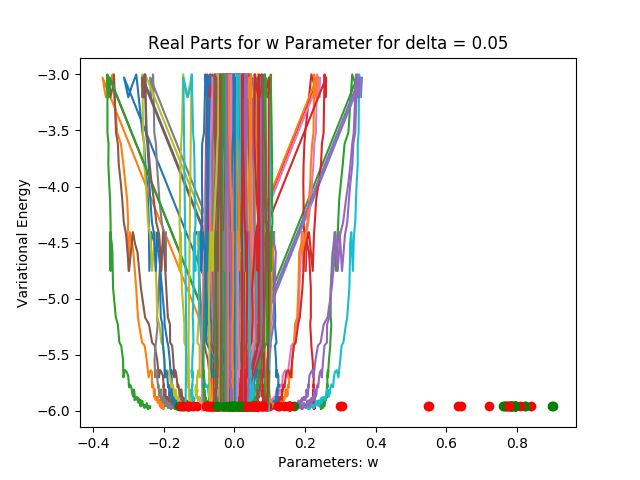 Real Parts for w Parameter for delta = 0.05
Variational Energy
−3.0
−3.5
−4.0
−4.5
−5.0
−5.5
−6.0
−0.4 −0.2 0.0 0.2 0.4 0.6 0.8
Parameters: w